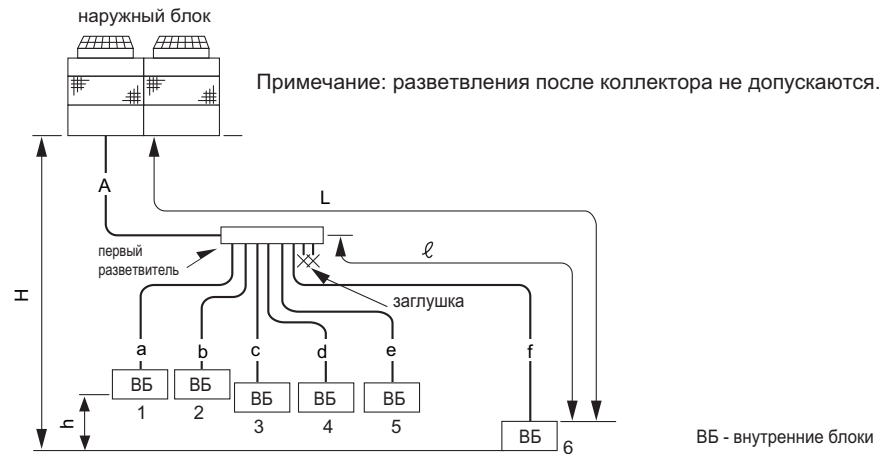 наружный блок
Примечание: разветвления после коллектора не допускаются.
A
L
H
первый
разветвитель
ℓ
заглушка
a b c d e f
ВБ ВБ ВБ ВБ ВБ ВБ
1 2 3 4 5 6
h
ВБ - внутренние блоки